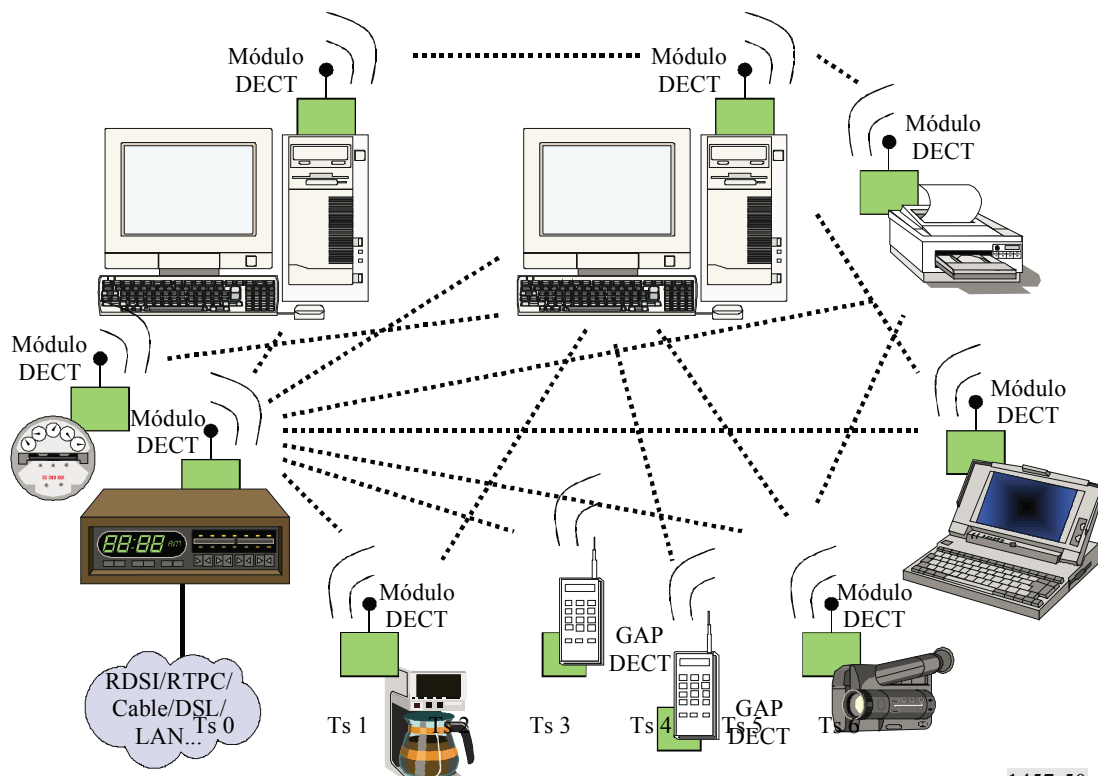 Módulo
DECT
Módulo
DECT
Módulo
DECT
Módulo
DECT
Módulo
DECT
Módulo
DECT
Módulo
DECT
GAP
DECT
Módulo
DECT
GAP
DECT
88:88
RDSI/RTPC/
Cable/DSL/
LAN...
Ts 0
Ts 1
Ts 2
Ts 3
Ts 4
Ts 5
Ts 6